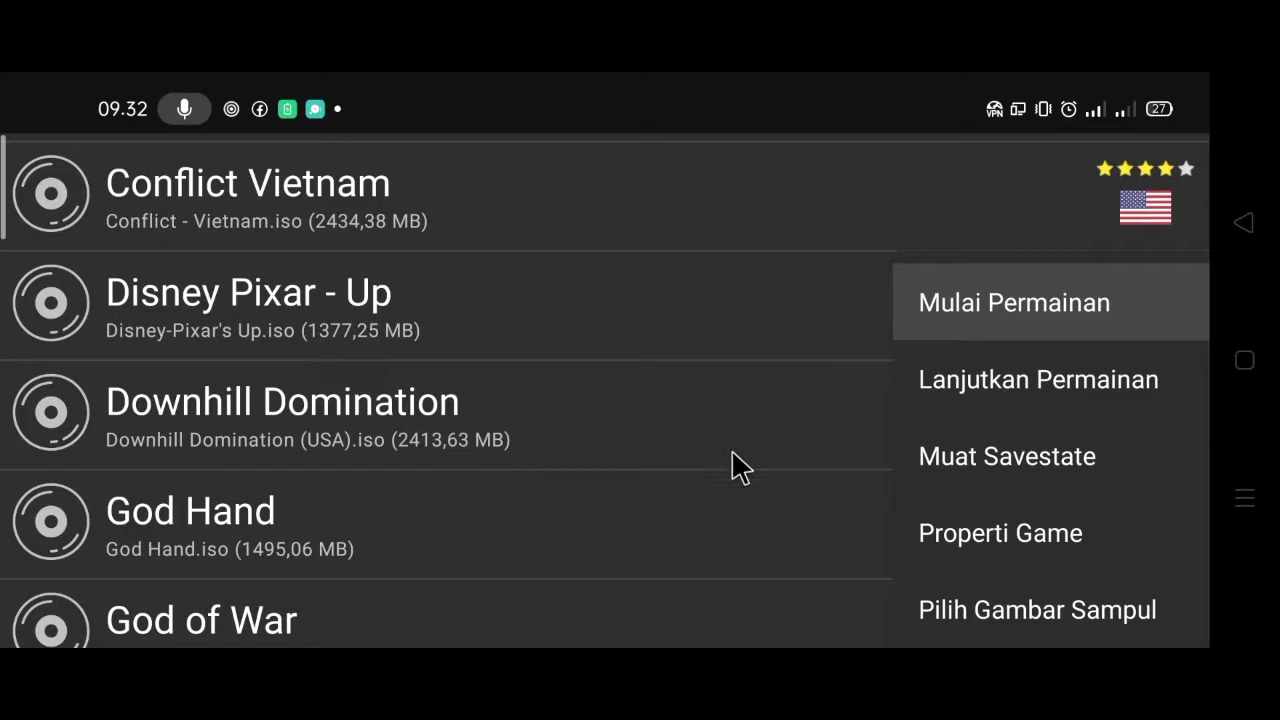 09.32
VPN
27
Conflict Vietnam
Conflict - Vietnam.iso (2434,38 MB)
Disney Pixar - Up
Disney-Pixar's Up.iso (1377,25 MB)
Downhill Domination
Downhill Domination (USA).iso (2413,63 MB)
God Hand
God Hand.iso (1495,06 MB)
God of War
Mulai Permainan
Lanjutkan Permainan
Muat Savestate
Properti Game
Pilih Gambar Sampul